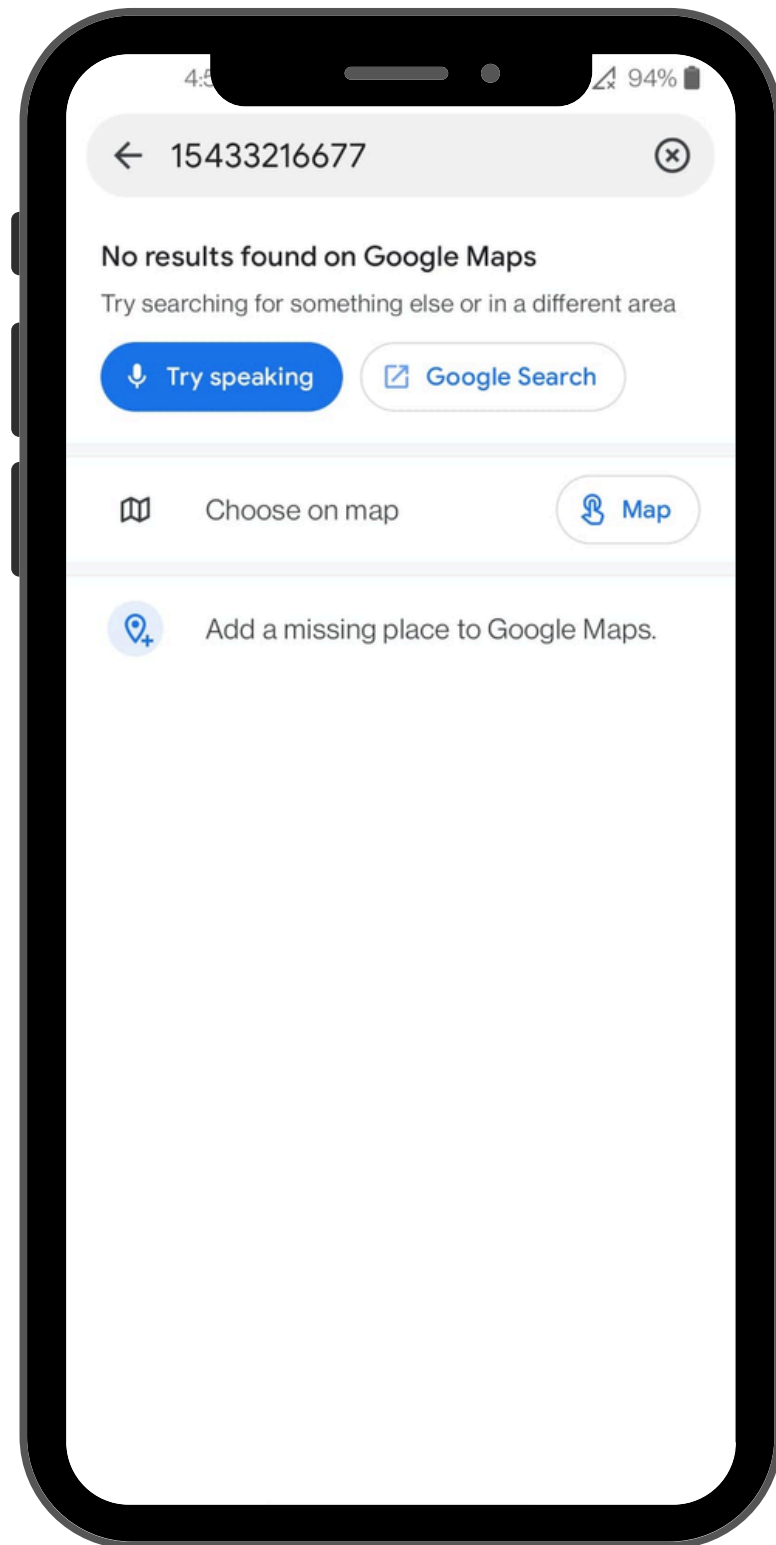 94%
15433216677
No results found on Google Maps
Try searching for something else or in a different area
Try speaking
Google Search
Choose on map
Map
Add a missing place to Google Maps.